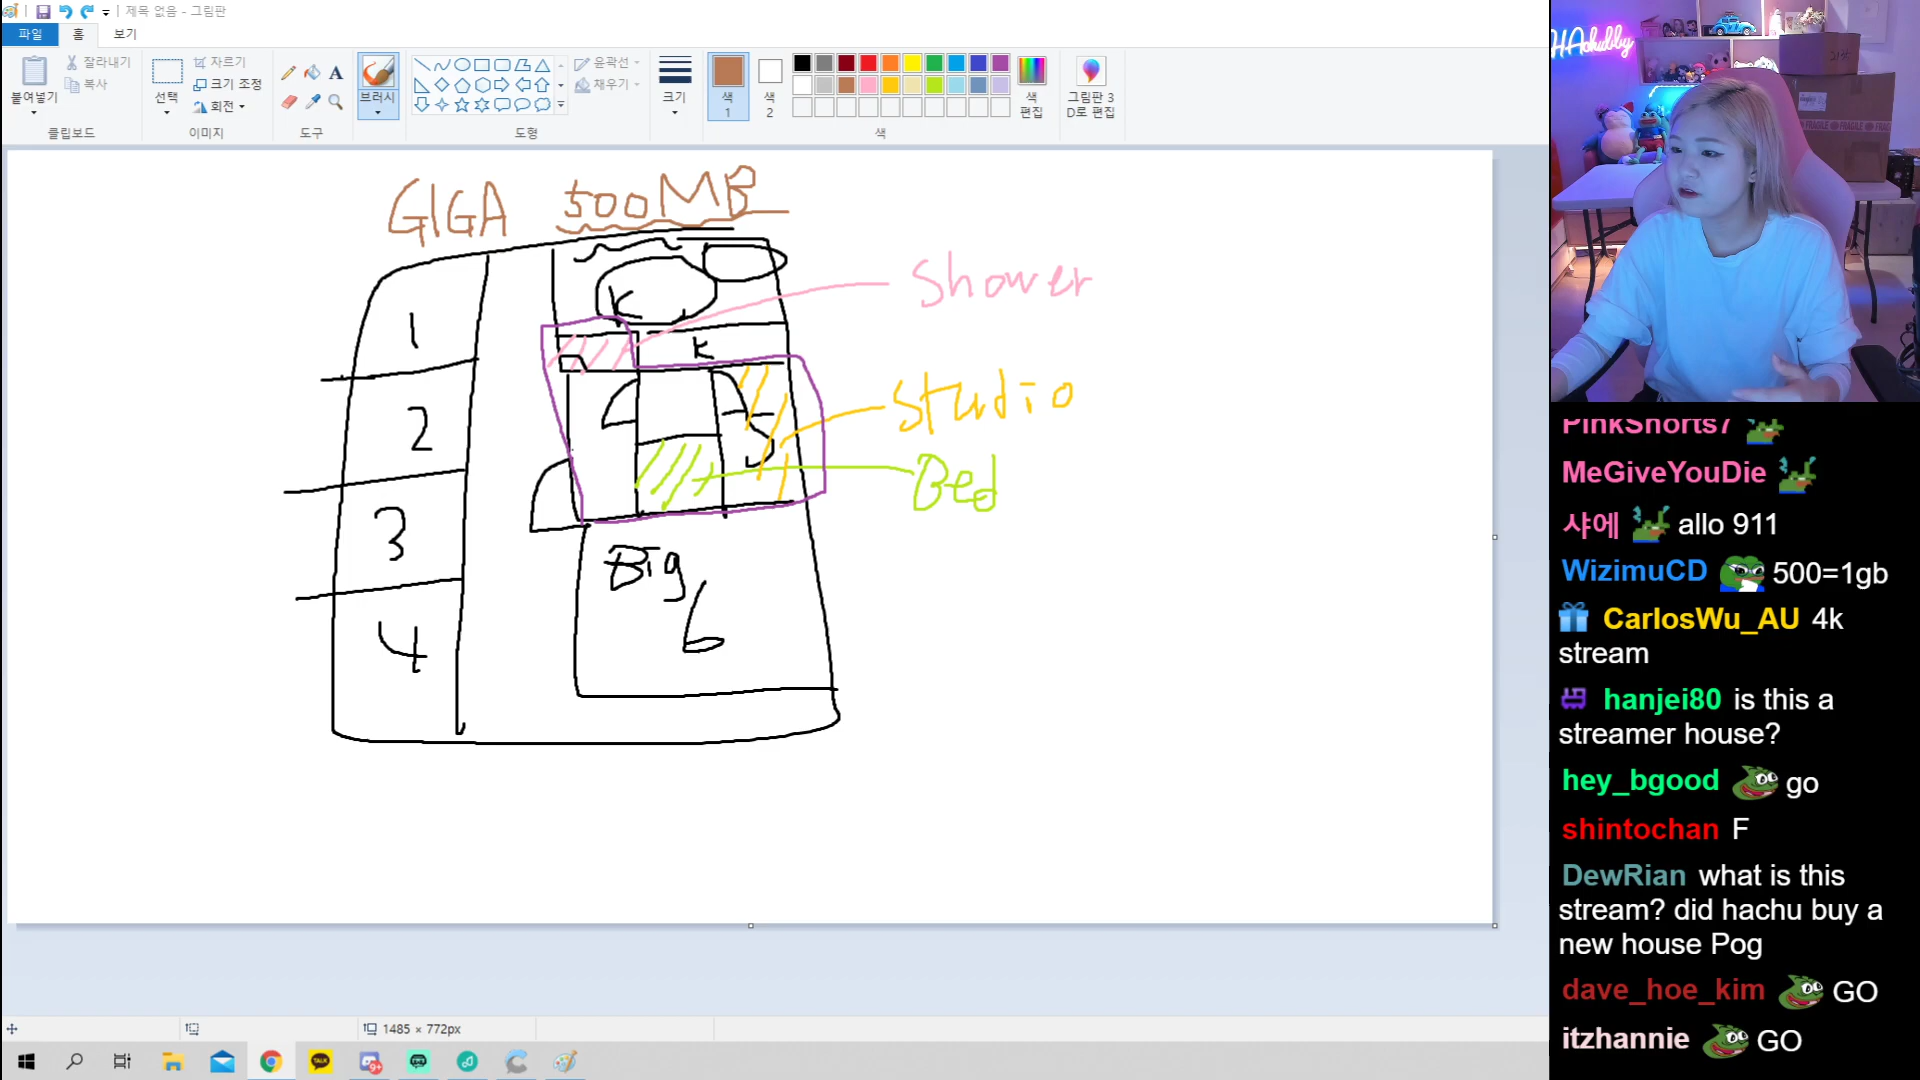 제목 없음 - 그림판
파일 홈 보기
붙여넣기
잘라내기
복사
클립보드
선택
자르기
크기 조정
회전
이미지
A
도구
브러시
윤곽선
채우기
도형
크기
색
1
색
2
색
편집
색
그림판 3
D로 편집
GIGA 500MB
K
K
1
2
3
4
Shower
Studio
Bed
Big
6
1485 × 772px
HAchubby
FRAGILE
PinkShorts7
MeGiveYouDie
샤에 allo 911
WizimuCD 500=1gb
CarlosWu_AU 4k
stream
hanjei80 is this a
streamer house?
hey_bgood go
shintochan F
DewRian what is this
stream? did hachu buy a
new house Pog
dave_hoe_kim GO
itzhannie GO
TALK
9+